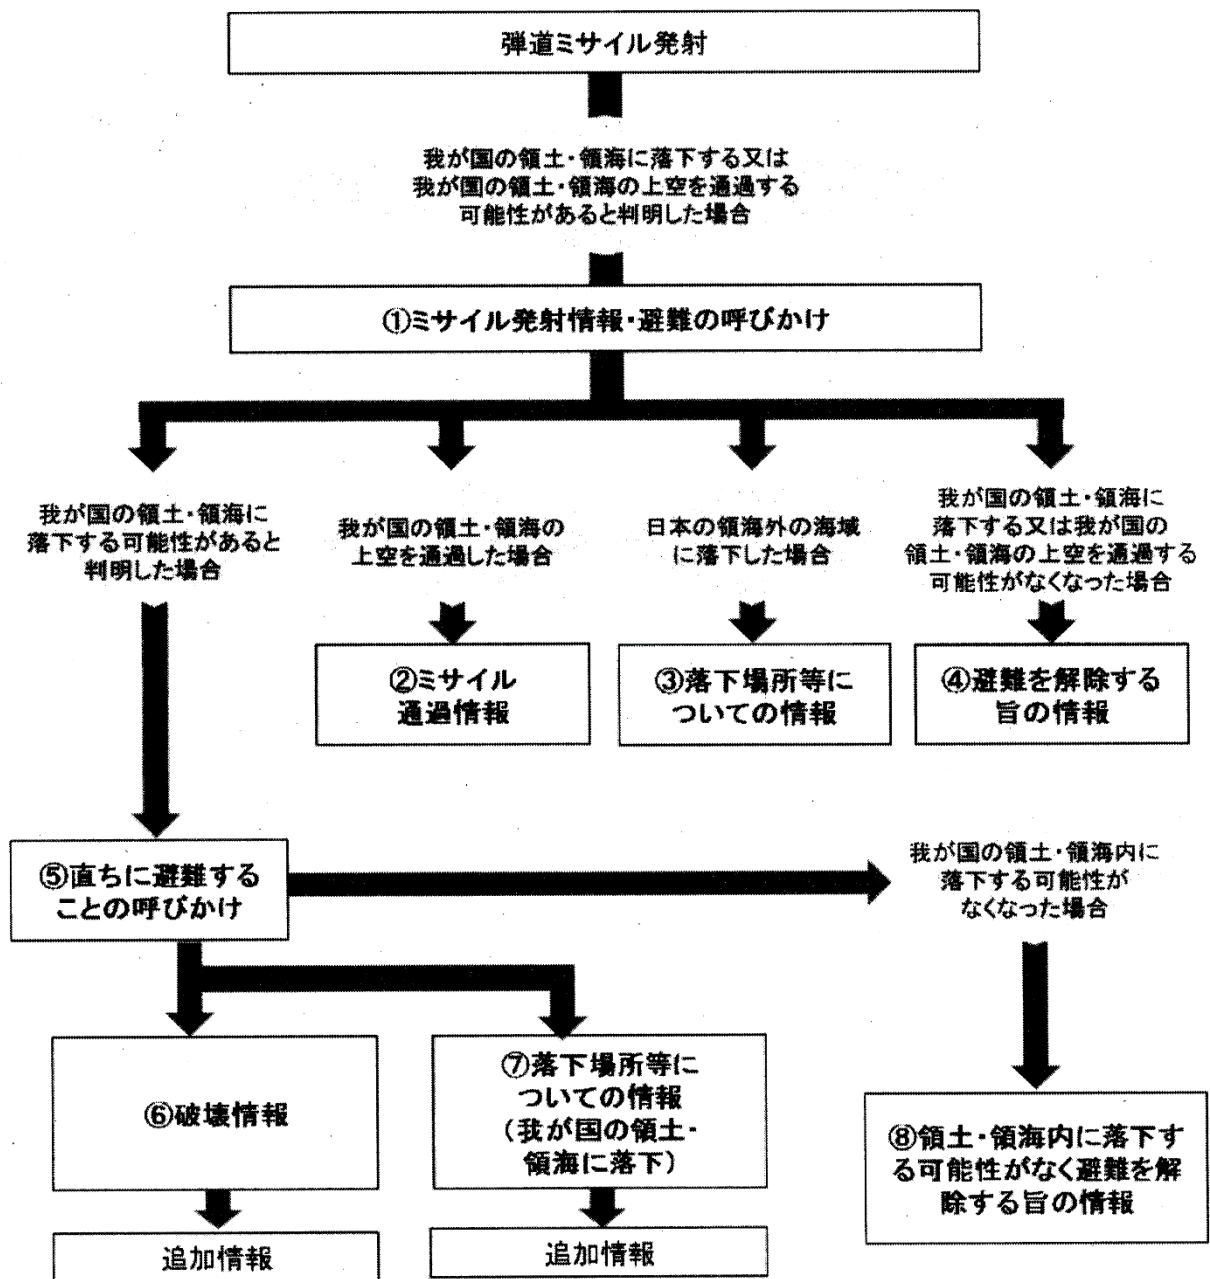 弾道ミサイル発射
我が国の領土・領海に落下する又は
我が国の領土・領海の上空を通過する
可能性があると判明した場合
①ミサイル発射情報・避難の呼びかけ
我が国の領土・領海に
落下する可能性があると
判明した場合
我が国の領土・領海の
上空を通過した場合
日本の領海外の海域
に落下した場合
我が国の領土・領海に
落下する又は我が国の
領土・領海の上空を通過する
可能性がなくなった場合
②ミサイル
通過情報
③落下場所等に
ついての情報
④避難を解除する
旨の情報
⑤直ちに避難する
ことの呼びかけ
我が国の領土・領海内に
落下する可能性が
なくなった場合
⑥破壊情報
⑦落下場所等に
ついての情報
（我が国の領土・
領海に落下）
⑧領土・領海内に落下す
る可能性がなく避難を解
除する旨の情報
追加情報
追加情報